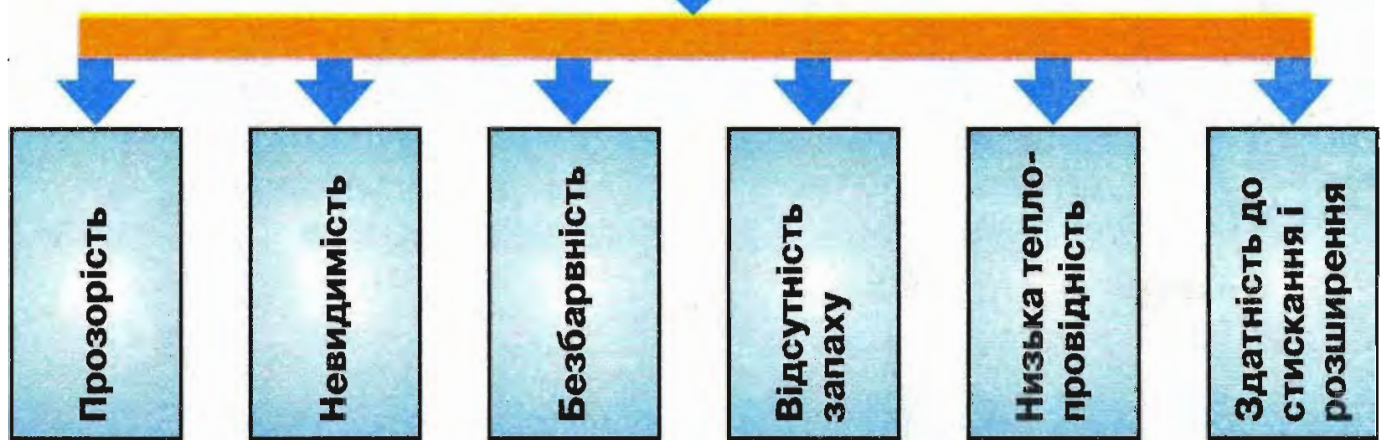 Прозорість
Невидимість
Безбарвність
Відсутність
запаху
Низька тепло-
провідність
Здатність до
стискання і
розширення